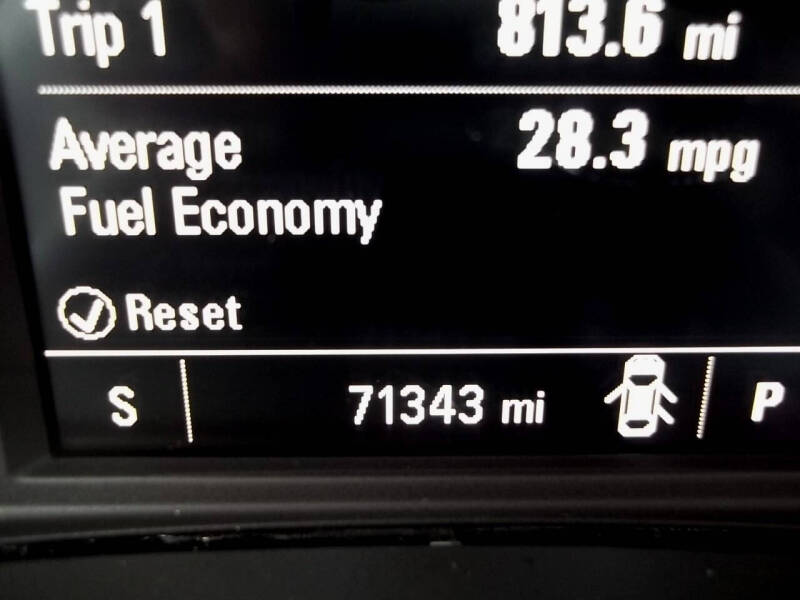 Trip 1 813.6 mi
Average 28.3 mpg
Fuel Economy
Reset
S 71343 mi P